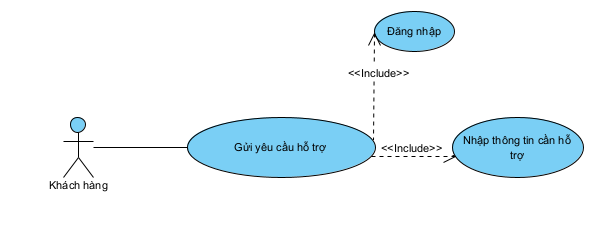 Đăng nhập
<<Include>>
Gửi yêu cầu hỗ trợ
<<Include>>
Nhập thông tin cần hỗ
trợ
Khách hàng